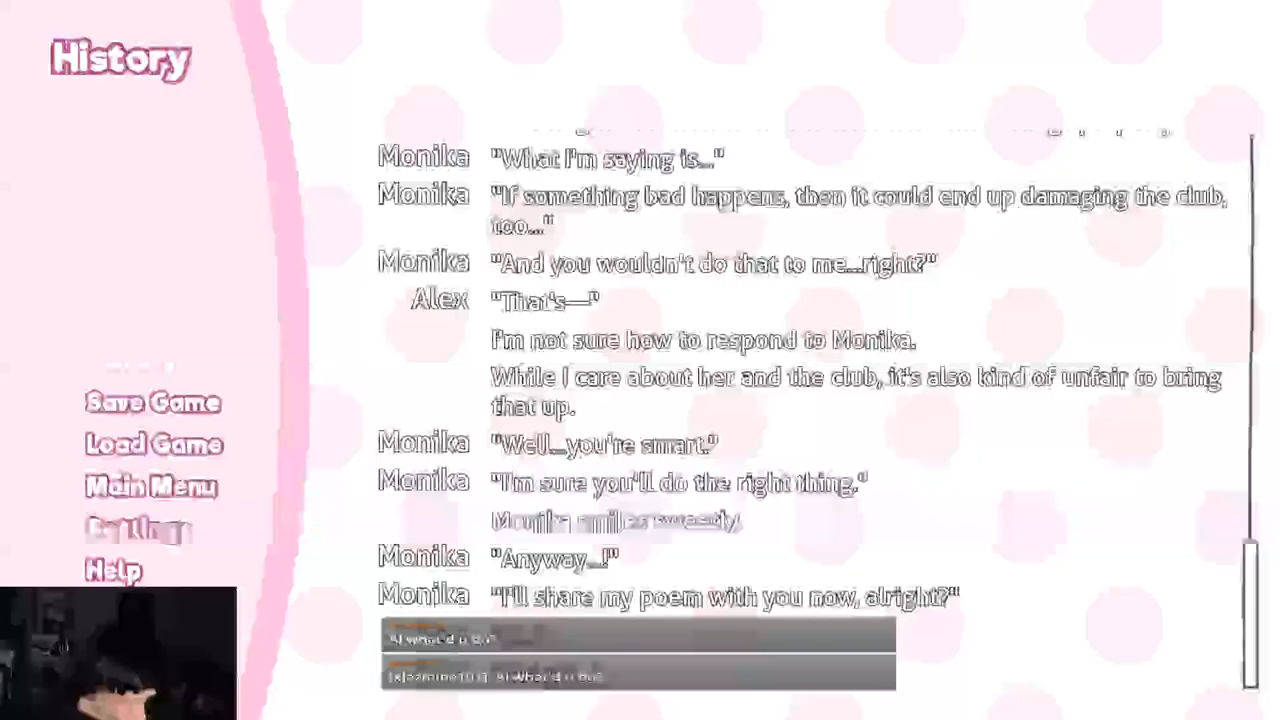 History
Monika "What I'm saying is..."
Monika "If something bad happens, then it could end up damaging the club,
too..."
Monika "And you wouldn't do that to me...right?"
Alex "That's—"
I'm not sure how to respond to Monika.
While I care about her and the club, it's also kind of unfair to bring
that up.
Monika "Well...you're smart."
Monika "I'm sure you'll do the right thing."
Monika smiles sweetly.
Monika "Anyway...!"
Monika "I'll share my poem with you now, alright?"
Save Game
Load Game
Main Menu
Settings
Help